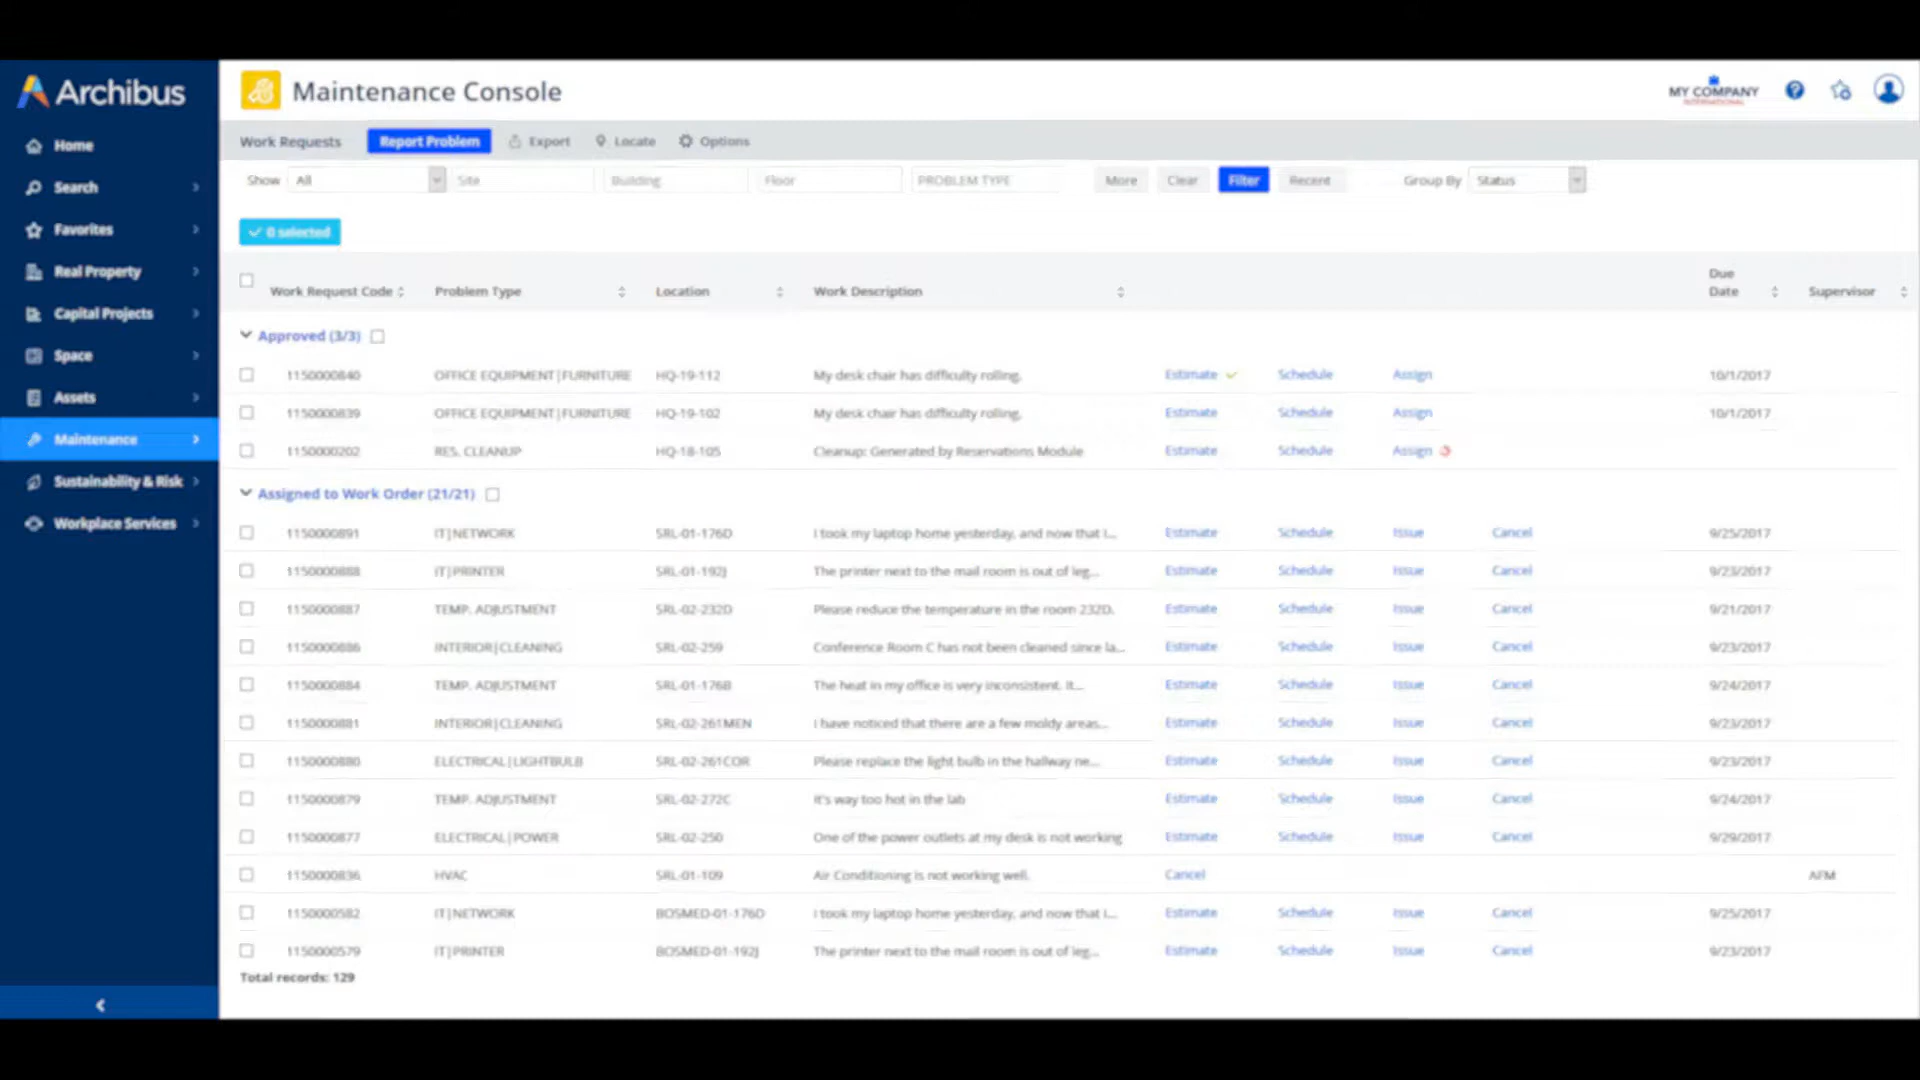 Archibus
Maintenance Console
MY COMPANY
INTERNATIONAL
Home
Search
Favorites
Real Property
Capital Projects
Space
Assets
Maintenance
Sustainability & Risk
Workplace Services
Work Requests Report Problem Export Locate Options
Show All Site Building Floor PROBLEM TYPE More Clear Filter Recent Group By Status
0 selected
Work Request Code Problem Type Location Work Description Due Date Supervisor
Approved (3/3)
1150000840 OFFICE EQUIPMENT|FURNITURE HQ-19-112 My desk chair has difficulty rolling. Estimate Schedule Assign 10/1/2017
1150000839 OFFICE EQUIPMENT|FURNITURE HQ-19-102 My desk chair has difficulty rolling. Estimate Schedule Assign 10/1/2017
1150000202 RES. CLEANUP HQ-18-105 Cleanup: Generated by Reservations Module Estimate Schedule Assign
Assigned to Work Order (21/21)
1150000891 IT|NETWORK SRL-01-176D I took my laptop home yesterday, and now that I... Estimate Schedule Issue Cancel 9/25/2017
1150000888 IT|PRINTER SRL-01-192J The printer next to the mail room is out of leg... Estimate Schedule Issue Cancel 9/23/2017
1150000887 TEMP. ADJUSTMENT SRL-02-232D Please reduce the temperature in the room 232D. Estimate Schedule Issue Cancel 9/21/2017
1150000886 INTERIOR|CLEANING SRL-02-259 Conference Room C has not been cleaned since la... Estimate Schedule Issue Cancel 9/23/2017
1150000884 TEMP. ADJUSTMENT SRL-01-176B The heat in my office is very inconsistent. It... Estimate Schedule Issue Cancel 9/24/2017
1150000881 INTERIOR|CLEANING SRL-02-261MEN I have noticed that there are a few moldy areas... Estimate Schedule Issue Cancel 9/23/2017
1150000880 ELECTRICAL|LIGHTBULB SRL-02-261COR Please replace the light bulb in the hallway ne... Estimate Schedule Issue Cancel 9/23/2017
1150000879 TEMP. ADJUSTMENT SRL-02-272C It's way too hot in the lab Estimate Schedule Issue Cancel 9/24/2017
1150000877 ELECTRICAL|POWER SRL-02-250 One of the power outlets at my desk is not working Estimate Schedule Issue Cancel 9/29/2017
1150000836 HVAC SRL-01-109 Air Conditioning is not working well. Cancel AFM
1150000582 IT|NETWORK BOSMED-01-176D I took my laptop home yesterday, and now that I... Estimate Schedule Issue Cancel 9/25/2017
1150000579 IT|PRINTER BOSMED-01-192J The printer next to the mail room is out of leg... Estimate Schedule Issue Cancel 9/23/2017
Total records: 129